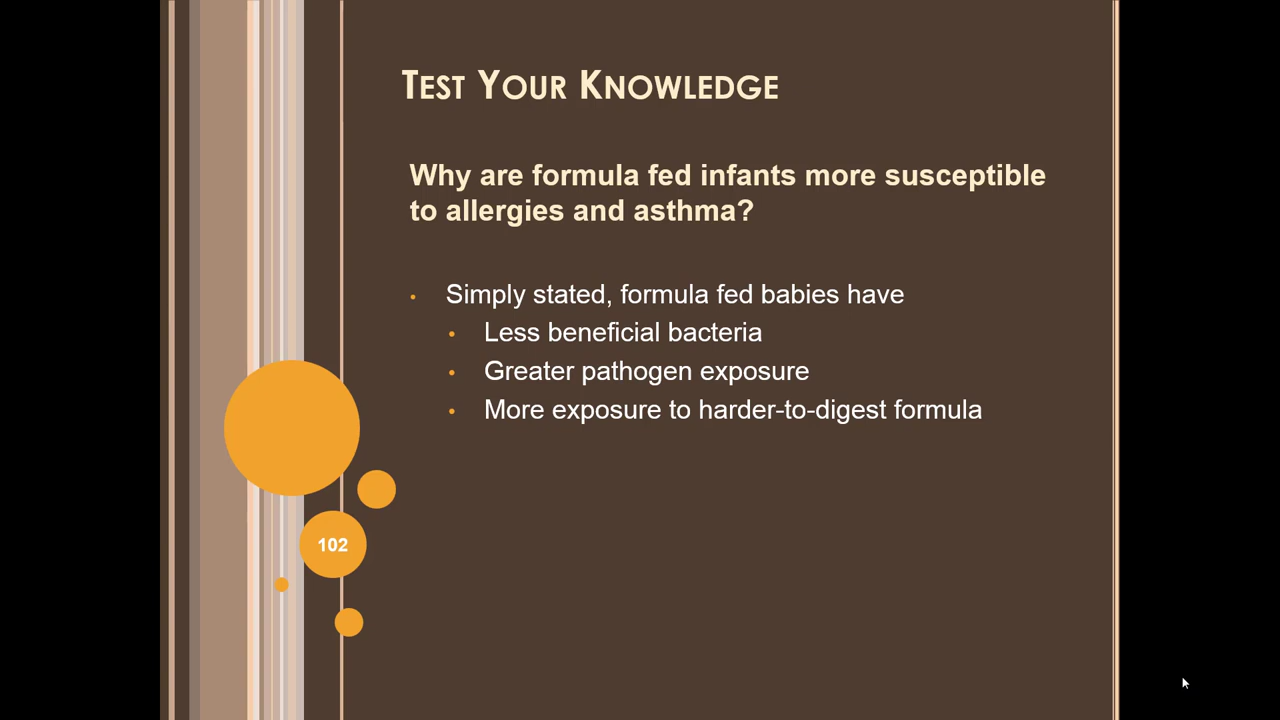 TEST YOUR KNOWLEDGE
Why are formula fed infants more susceptible
to allergies and asthma?
• Simply stated, formula fed babies have
• Less beneficial bacteria
• Greater pathogen exposure
• More exposure to harder-to-digest formula
102